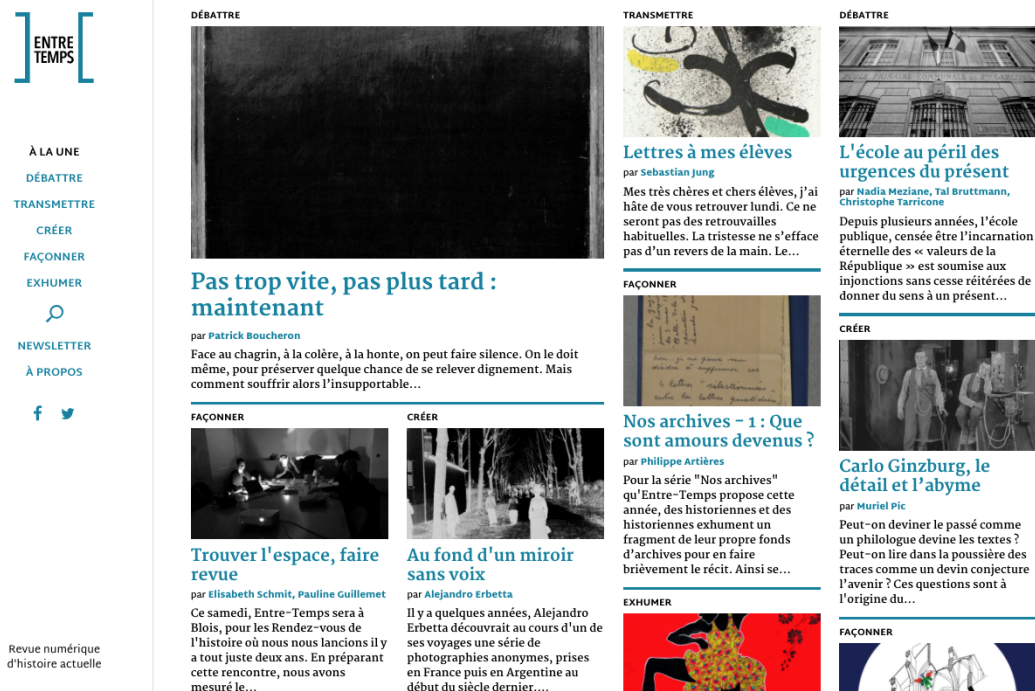 ENTRE
TEMPS
À LA UNE
DÉBATTRE
TRANSMETTRE
CRÉER
FAÇONNER
EXHUMER
NEWSLETTER
À PROPOS
Revue numérique
d'histoire actuelle
DÉBATTRE
Pas trop vite, pas plus tard :
maintenant
par Patrick Boucheron
Face au chagrin, à la colère, à la honte, on peut faire silence. On le doit
même, pour préserver quelque chance de se relever dignement. Mais
comment souffrir alors l’insupportable…
FAÇONNER
Trouver l'espace, faire
revue
par Elisabeth Schmit, Pauline Guillemet
Ce samedi, Entre-Temps sera à
Blois, pour les Rendez-vous de
l'histoire où nous nous lancions il y
a tout juste deux ans. En préparant
cette rencontre, nous avons
mesuré le…
CRÉER
Au fond d'un miroir
sans voix
par Alejandro Erbetta
Il y a quelques années, Alejandro
Erbetta découvrait au cours d'un de
ses voyages une série de
photographies anonymes, prises
en France puis en Argentine au
début du siècle dernier.…
TRANSMETTRE
Lettres à mes élèves
par Sebastian Jung
Mes très chères et chers élèves, j’ai
hâte de vous retrouver lundi. Ce ne
seront pas des retrouvailles
habituelles. La tristesse ne s’efface
pas d’un revers de la main. Le…
FAÇONNER
Nos archives - 1 : Que
sont amours devenus ?
par Philippe Artières
Pour la série "Nos archives"
qu'Entre-Temps propose cette
année, des historiennes et des
historiennes exhument un
fragment de leur propre fonds
d’archives pour en faire
brièvement le récit. Ainsi se…
EXHUMER
DÉBATTRE
L'école au péril des
urgences du présent
par Nadia Meziane, Tal Bruttmann,
Christophe Tarricone
Depuis plusieurs années, l’école
publique, censée être l’incarnation
éternelle des « valeurs de la
République » est soumise aux
injonctions sans cesse réitérées de
donner du sens à un présent…
CRÉER
Carlo Ginzburg, le
détail et l’abyme
par Muriel Pic
Peut-on deviner le passé comme
un philologue devine les textes ?
Peut-on lire dans la poussière des
traces comme un devin conjecture
l’avenir ? Ces questions sont à
l'origine du…
FAÇONNER